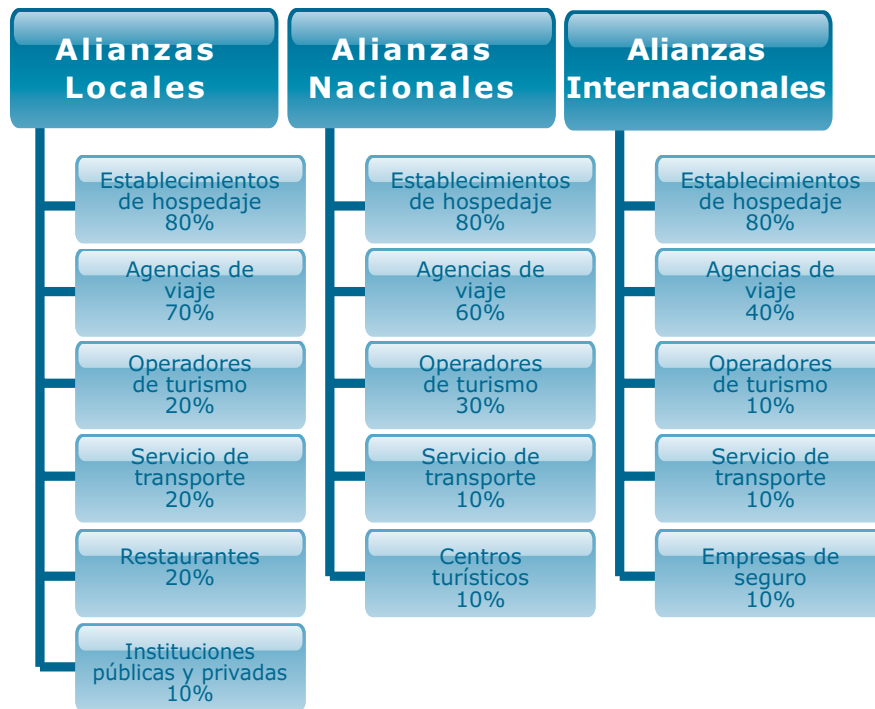 Alianzas
Locales
Establecimientos
de hospedaje
80%
Agencias de
viaje
70%
Operadores
de turismo
20%
Servicio de
transporte
20%
Restaurantes
20%
Instituciones
públicas y privadas
10%
Alianzas
Nacionales
Establecimientos
de hospedaje
80%
Agencias de
viaje
60%
Operadores
de turismo
30%
Servicio de
transporte
10%
Centros
turísticos
10%
Alianzas
Internacionales
Establecimientos
de hospedaje
80%
Agencias de
viaje
40%
Operadores
de turismo
10%
Servicio de
transporte
10%
Empresas de
seguro
10%